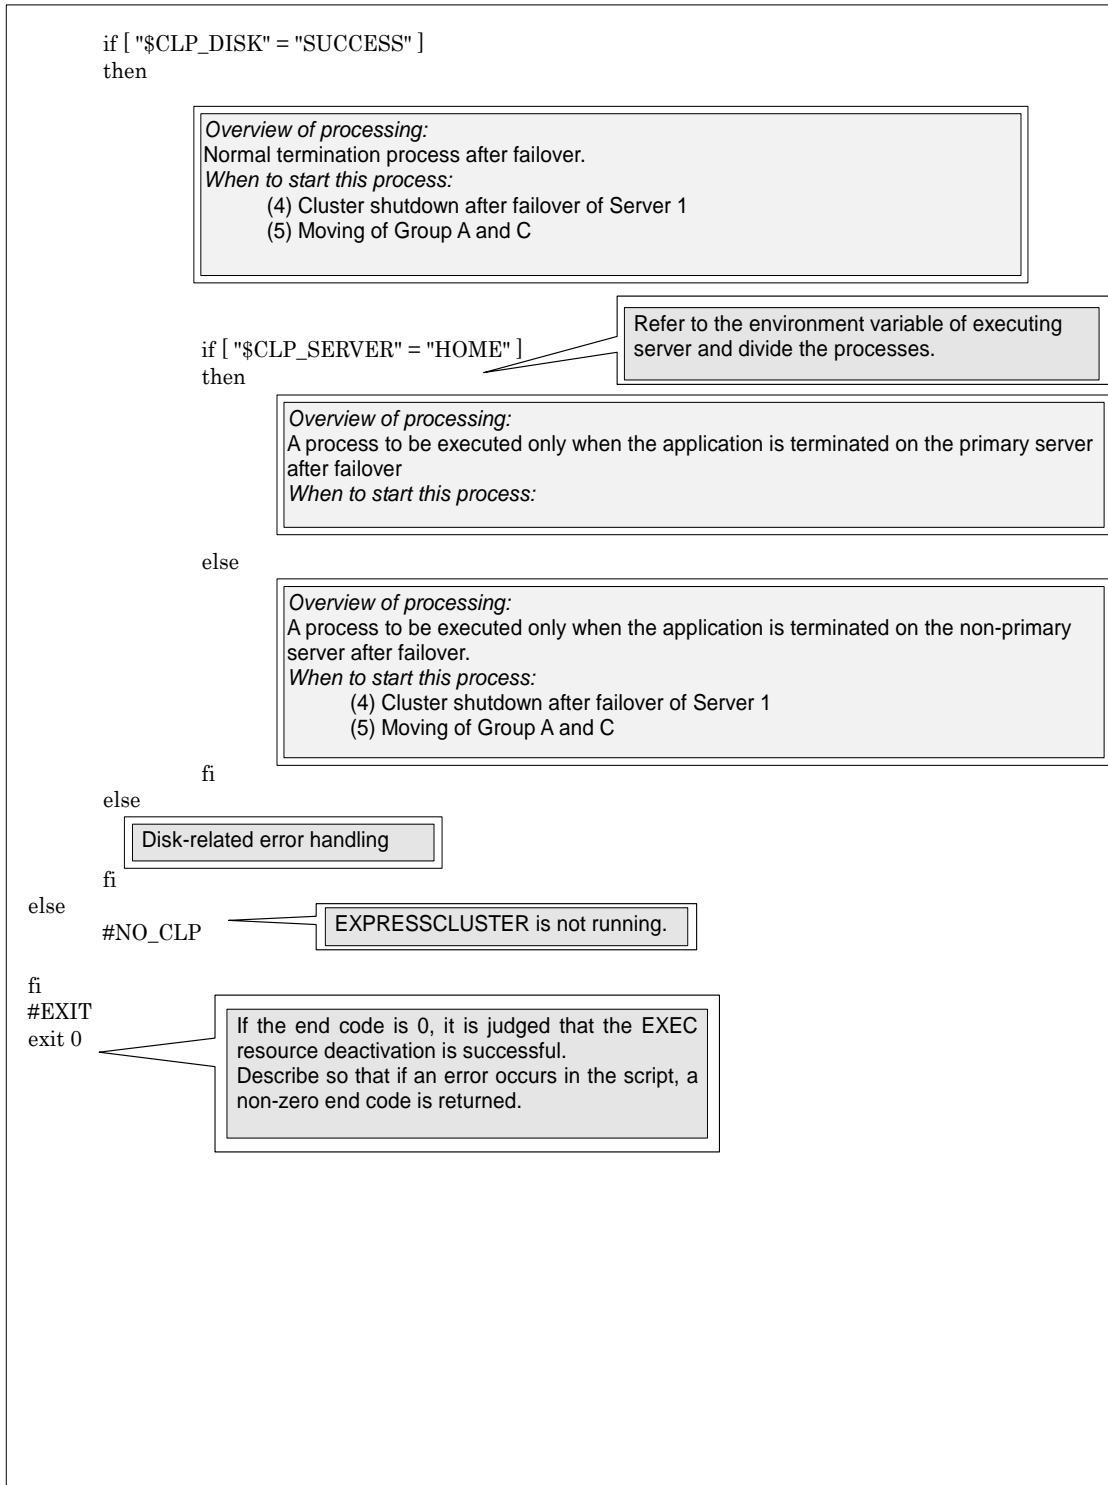 if [ "$CLP_DISK" = "SUCCESS" ]
then
Overview of processing:
Normal termination process after failover.
When to start this process:
(4) Cluster shutdown after failover of Server 1
(5) Moving of Group A and C
Refer to the environment variable of executing
server and divide the processes.
if [ "$CLP_SERVER" = "HOME" ]
then
Overview of processing:
A process to be executed only when the application is terminated on the primary server
after failover
When to start this process:
else
Overview of processing:
A process to be executed only when the application is terminated on the non-primary
server after failover.
When to start this process:
(4) Cluster shutdown after failover of Server 1
(5) Moving of Group A and C
fi
else
Disk-related error handling
fi
else
#NO_CLP
EXPRESSCLUSTER is not running.
fi
#EXIT
exit 0
If the end code is 0, it is judged that the EXEC
resource deactivation is successful.
Describe so that if an error occurs in the script, a
non-zero end code is returned.